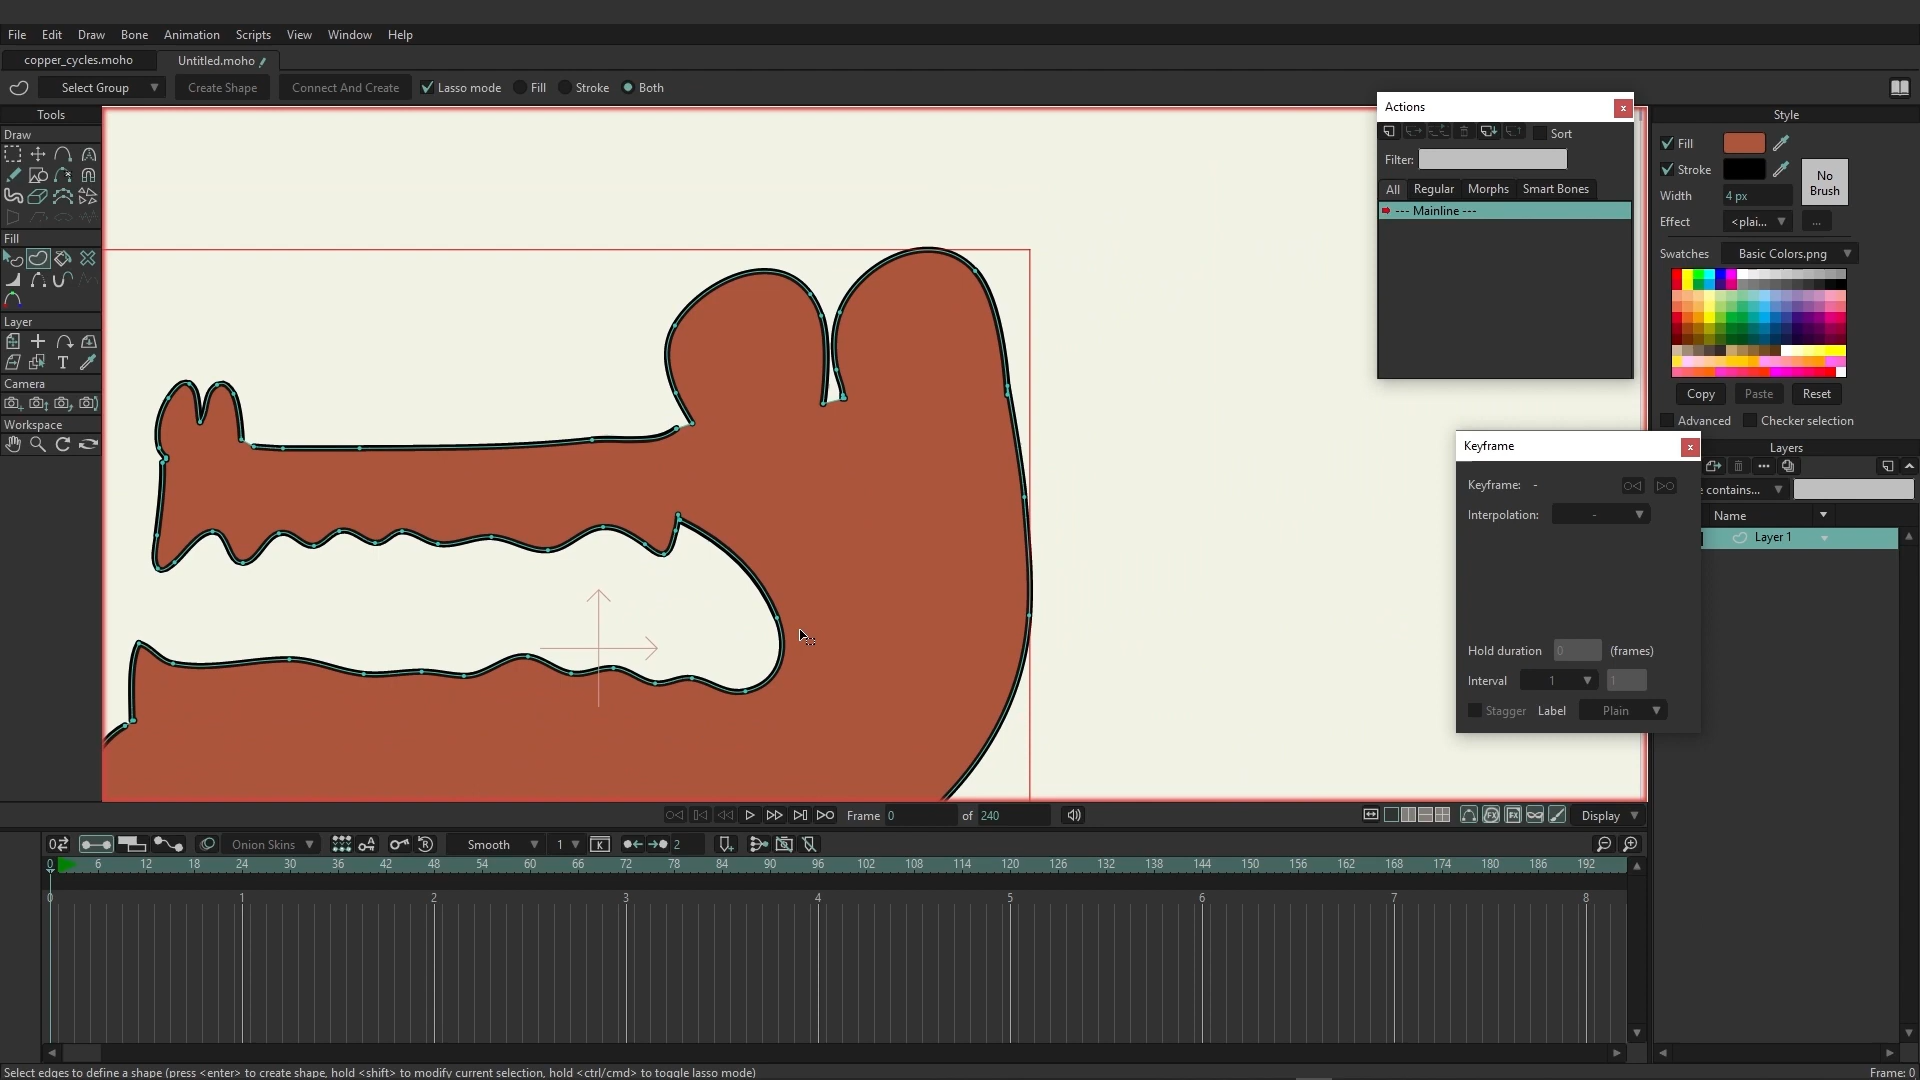 File Edit Draw Bone Animation Scripts View Window Help
copper_cycles.moho Untitled.moho
Select Group Create Shape Connect And Create Lasso mode Fill Stroke Both
Tools
Draw
Fill
Layer
T
Camera
Workspace
Actions x
Sort
Filter:
All Regular Morphs Smart Bones
--- Mainline ---
Style
Fill
Stroke
No Brush
Width 4 px
Effect <plai... ...
Swatches Basic Colors.png
Copy Paste Reset
Advanced Checker selection
Layers
e contains...
Name
Layer 1
Keyframe x
Keyframe: -
Interpolation: -
Hold duration 0 (frames)
Interval 1 1
Stagger Label Plain
Frame 0 of 240 Display
Onion Skins Smooth 1 K 2
0 6 12 18 24 30 36 42 48 54 60 66 72 78 84 90 96 102 108 114 120 126 132 138 144 150 156 162 168 174 180 186 192
0 1 2 3 4 5 6 7 8
Select edges to define a shape (press <enter> to create shape, hold <shift> to modify current selection, hold <ctrl/cmd> to toggle lasso mode) Frame: 0